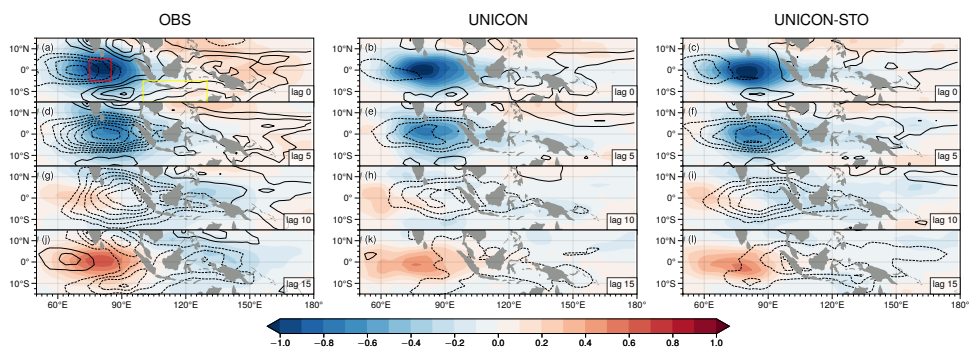 OBS UNICON UNICON-STO
10°N (a) (b) (c)
0°
10°S lag 0 lag 0 lag 0
10°N (d) (e) (f)
0°
10°S lag 5 lag 5 lag 5
10°N (g) (h) (i)
0°
10°S lag 10 lag 10 lag 10
10°N (j) (k) (l)
0°
10°S lag 15 lag 15 lag 15
60°E 90°E 120°E 150°E 180° 60°E 90°E 120°E 150°E 180° 60°E 90°E 120°E 150°E 180°
−1.0 −0.8 −0.6 −0.4 −0.2 0.0 0.2 0.4 0.6 0.8 1.0